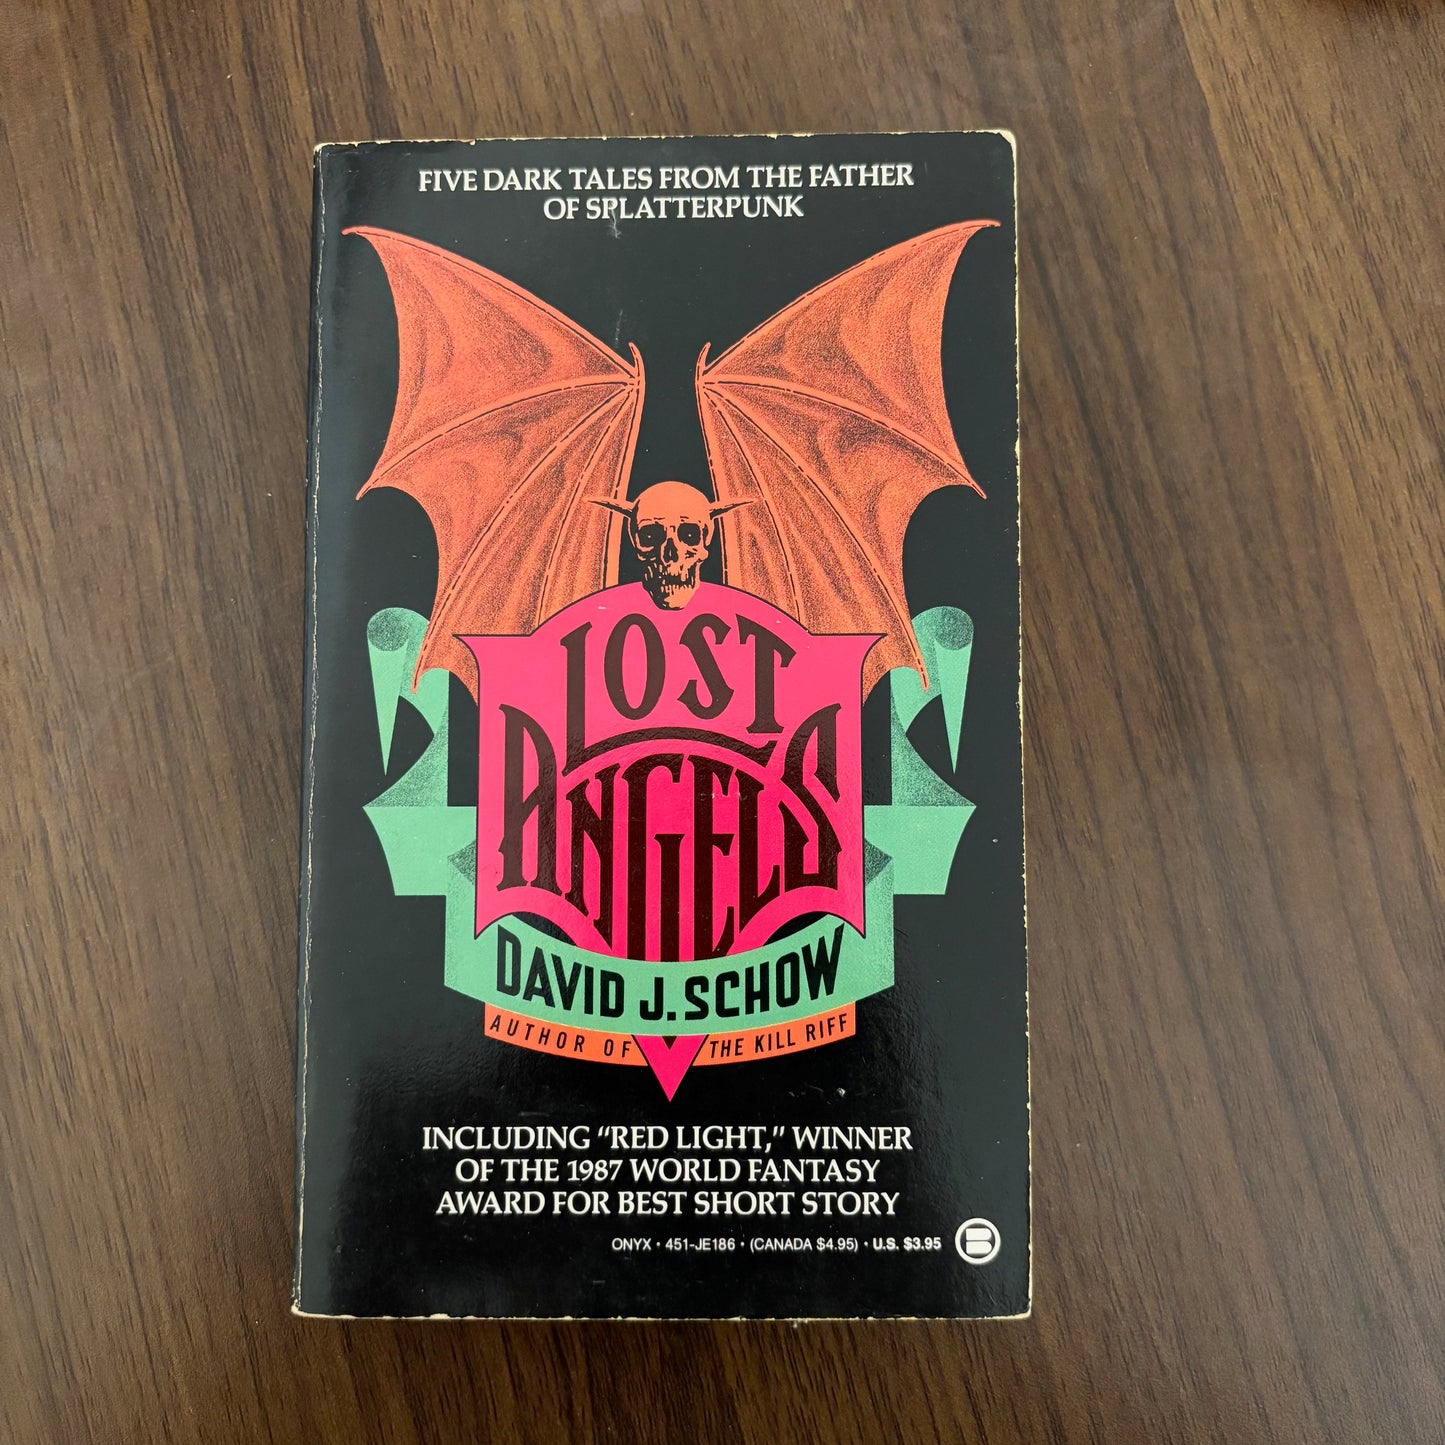 FIVE DARK TALES FROM THE FATHER
OF SPLATTERPUNK
LOST
ANGELS
DAVID J. SCHOW
AUTHOR OF THE KILL RIFF
INCLUDING "RED LIGHT," WINNER
OF THE 1987 WORLD FANTASY
AWARD FOR BEST SHORT STORY
ONYX • 451-JE186 • (CANADA $4.95) • U.S. $3.95